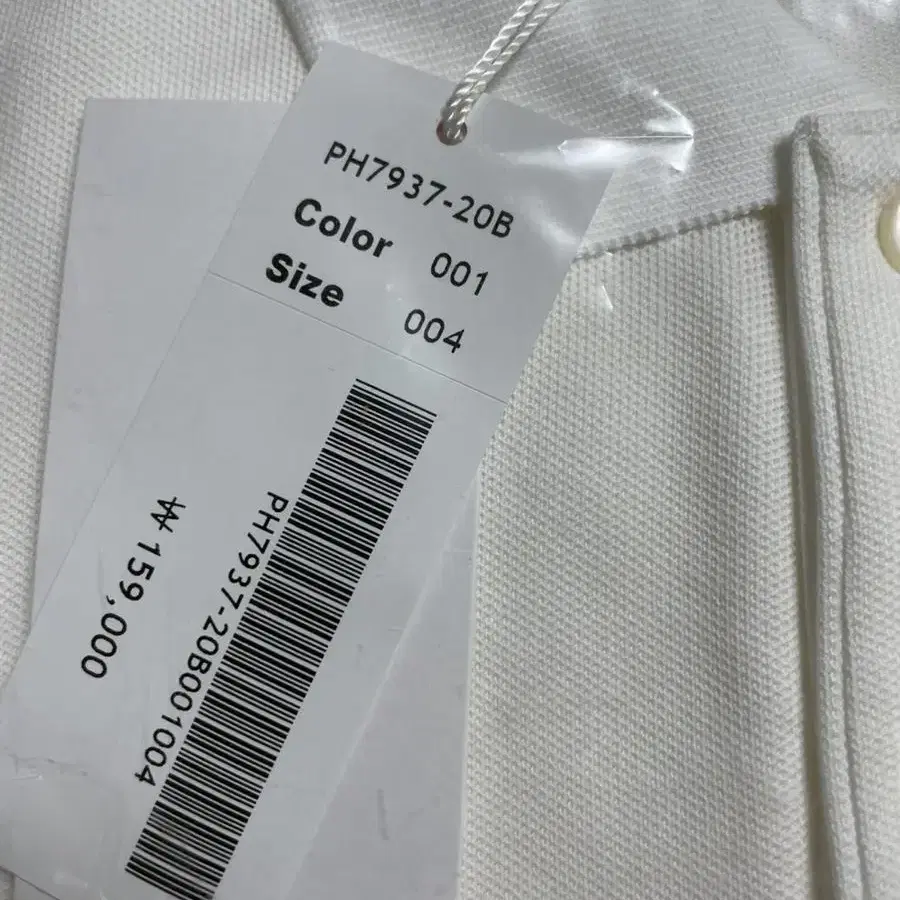 PH7937-20B
Color 001
Size 004
PH7937-20B001004
₩ 159,000